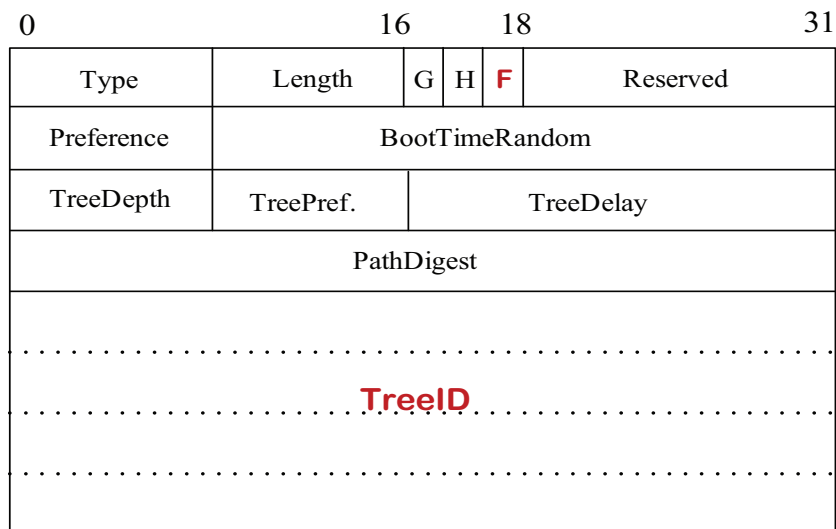 0 16 18 31
Type Length G H F Reserved
Preference BootTimeRandom
TreeDepth TreePref. TreeDelay
PathDigest
TreeID